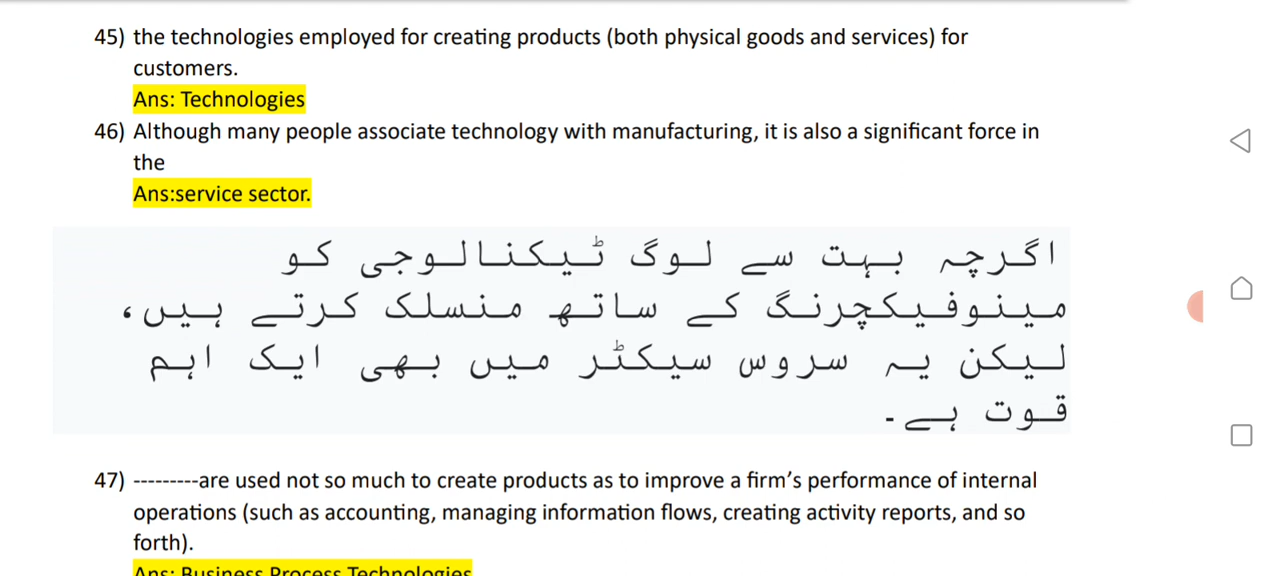 45) the technologies employed for creating products (both physical goods and services) for
customers.
Ans: Technologies
46) Although many people associate technology with manufacturing, it is also a significant force in
the
Ans:service sector.
اگرچہ بہت سے لوگ ٹیکنالوجی کو
مینوفیکچرنگ کے ساتھ منسلک کرتے ہیں،
لیکن یہ سروس سیکٹر میں بھی ایک اہم
قوت ہے۔
47) ---------are used not so much to create products as to improve a firm’s performance of internal
operations (such as accounting, managing information flows, creating activity reports, and so
forth).
Ans: Business Process Technologies